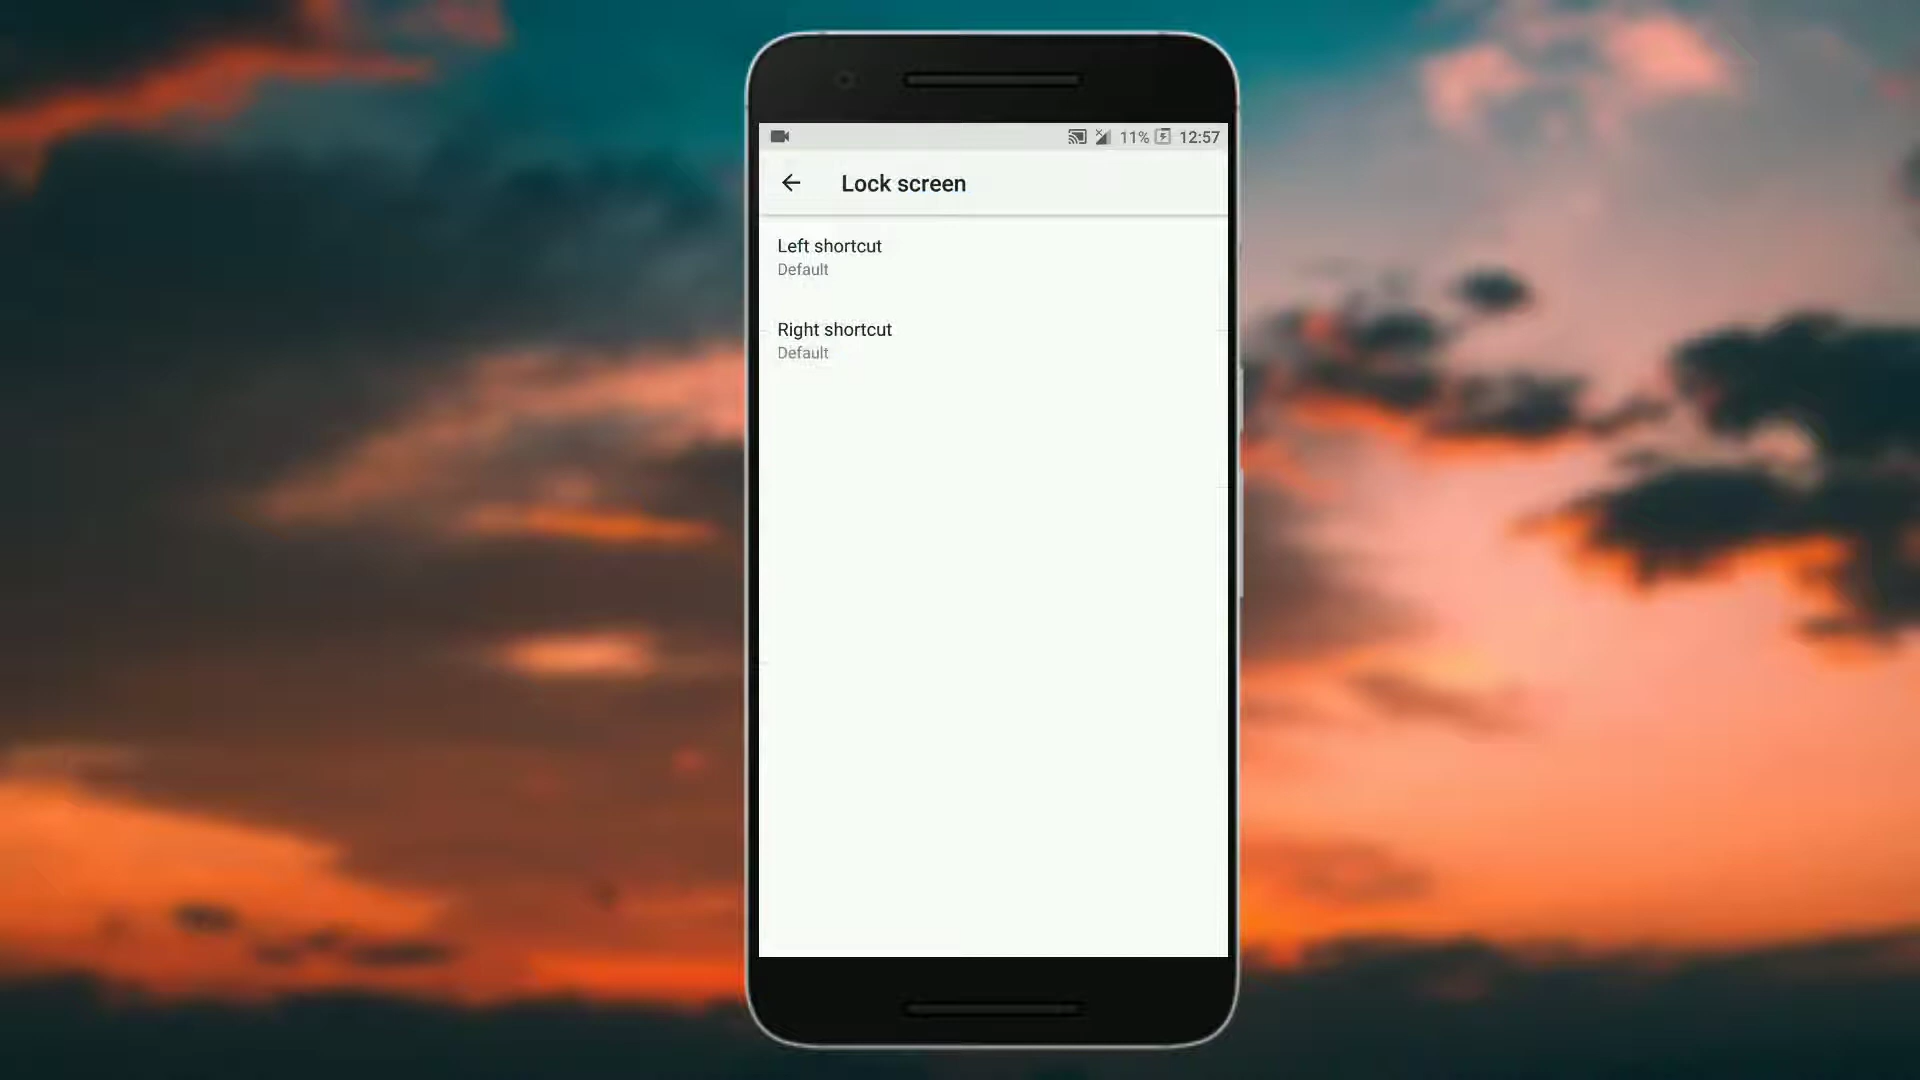 11% 12:57
Lock screen
Left shortcut
Default
Right shortcut
Default